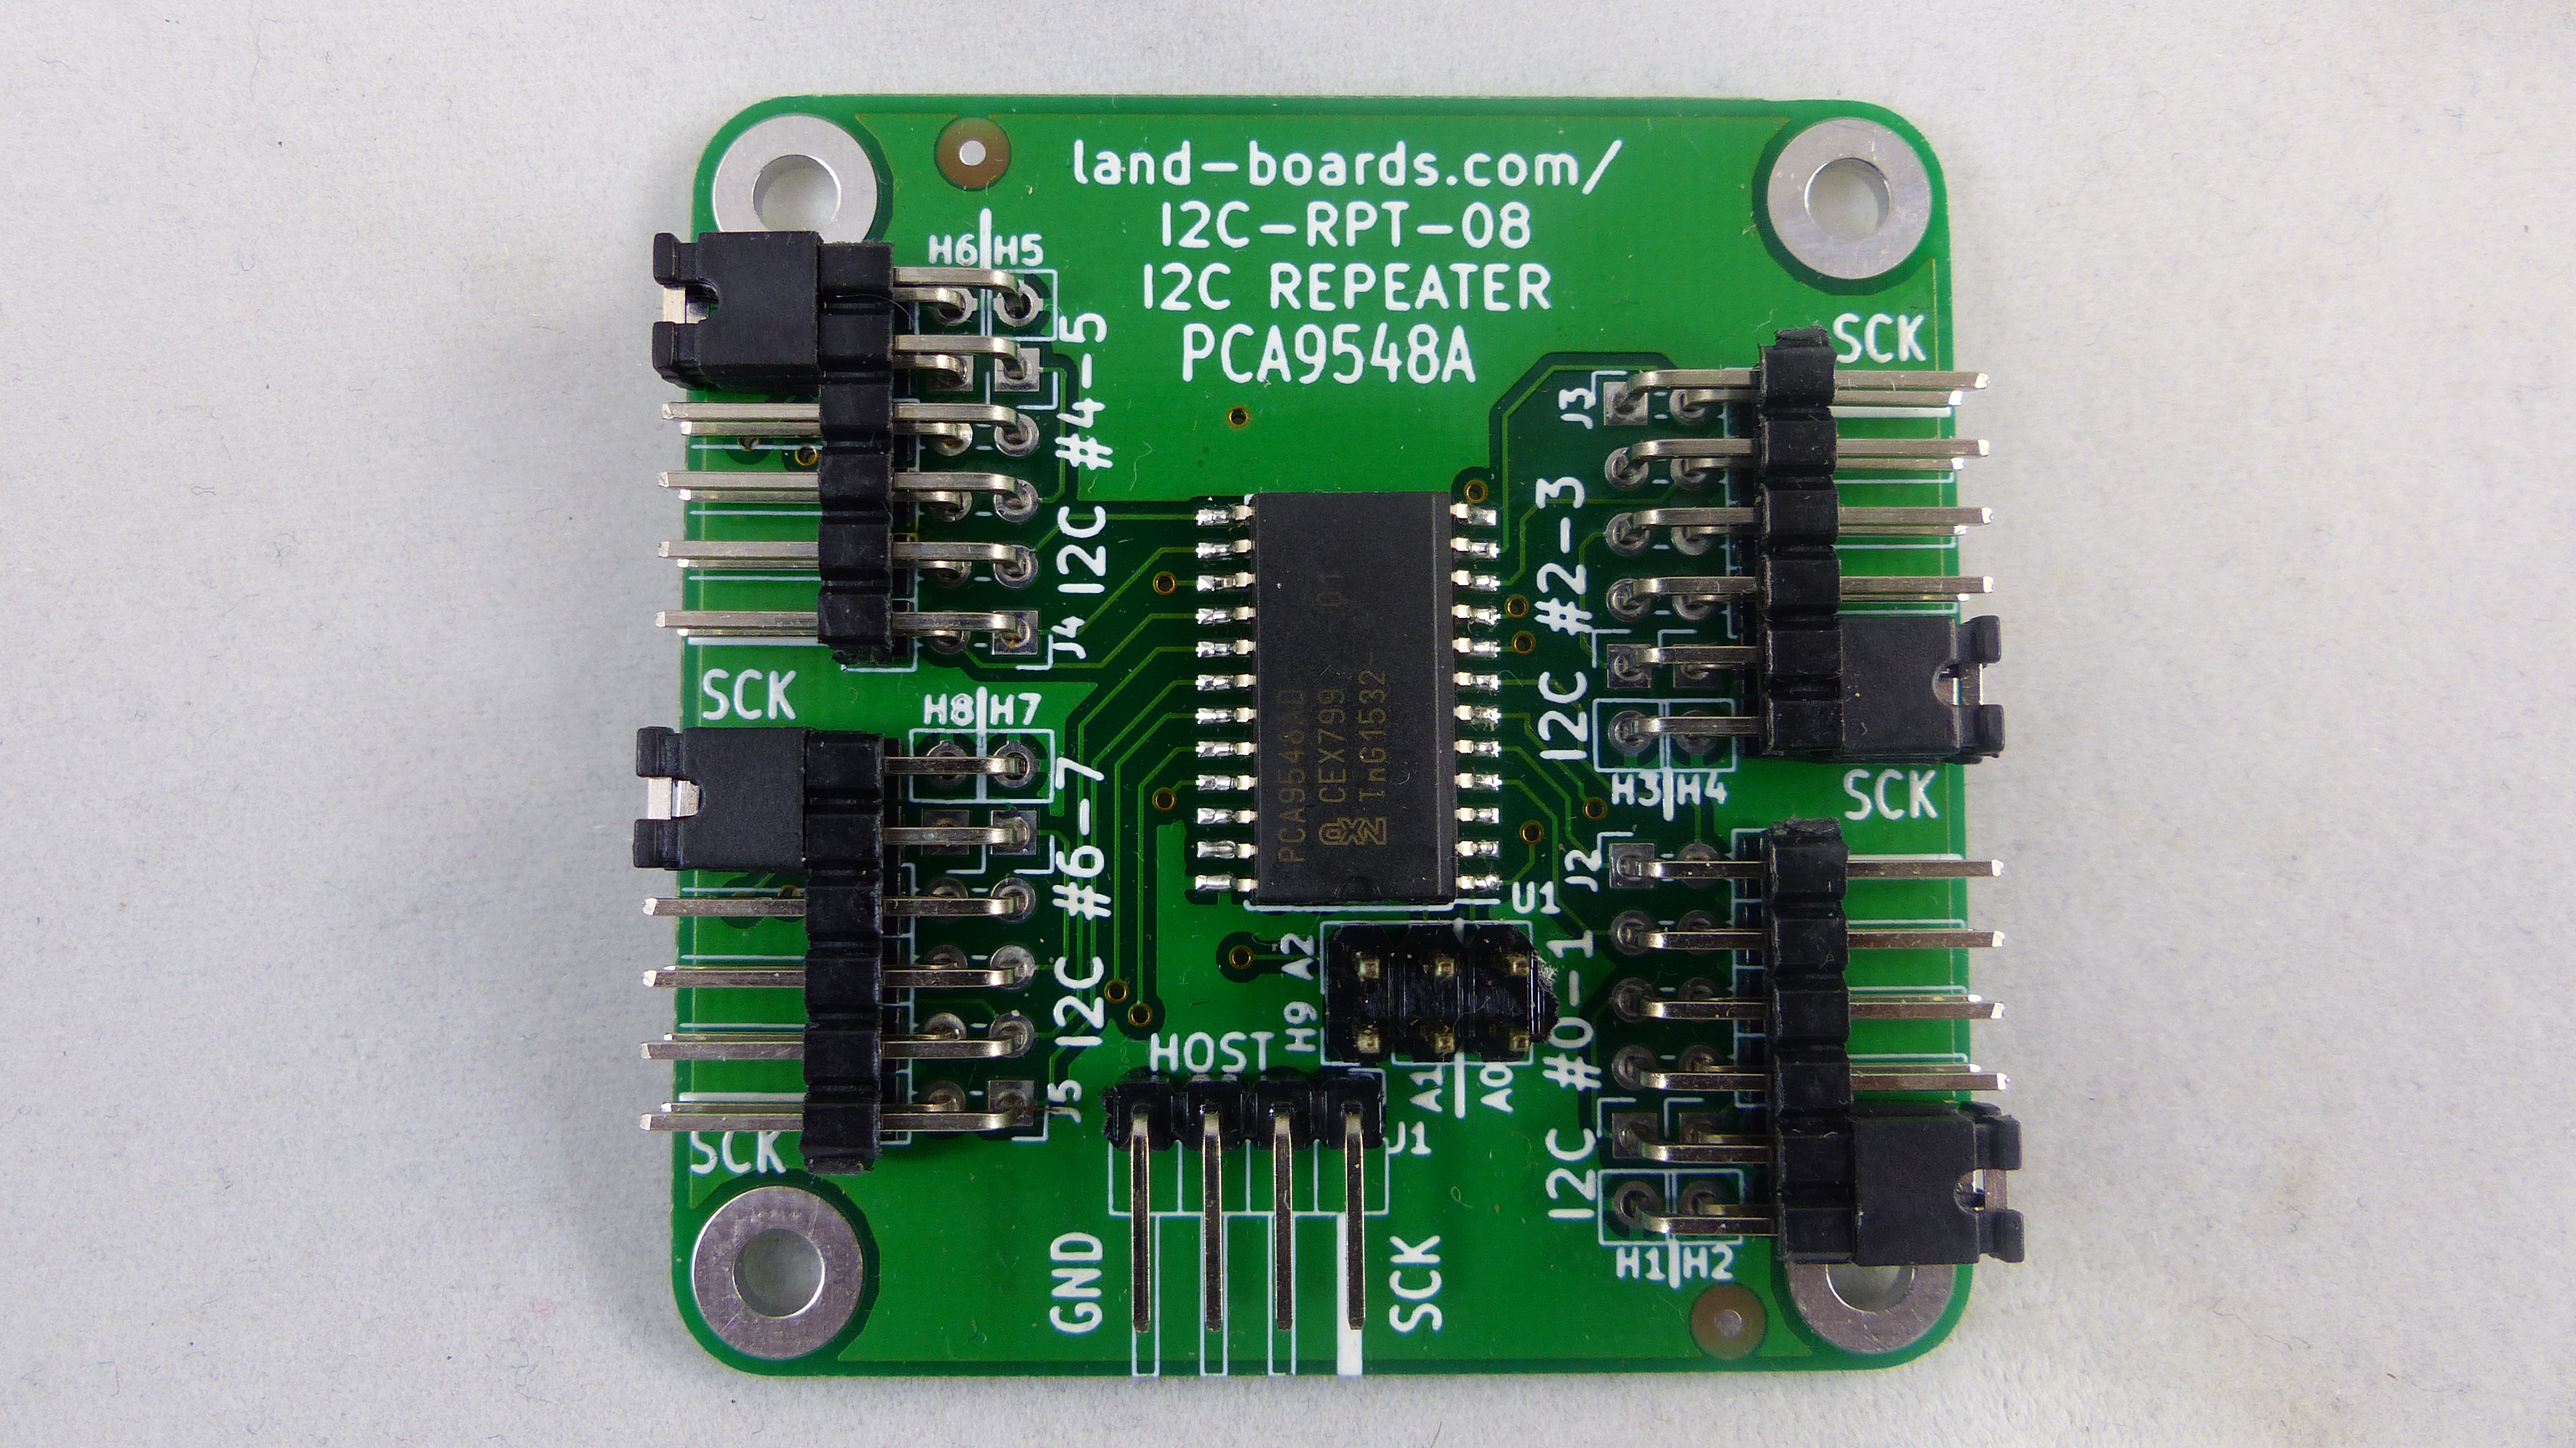 land-boards.com/
I2C-RPT-08
I2C REPEATER
PCA9548A
H6 H5
I2C #4-5
J4
SCK
H8 H7
I2C #6-7
J5
SCK
SCK
J3
I2C #2-3
H3 H4
SCK
J2
I2C #0-1
H1 H2
PCA9548AD
CEX799 01
TnG1532
U1
A2
H9
A1 A0
HOST
J1
GND
SCK